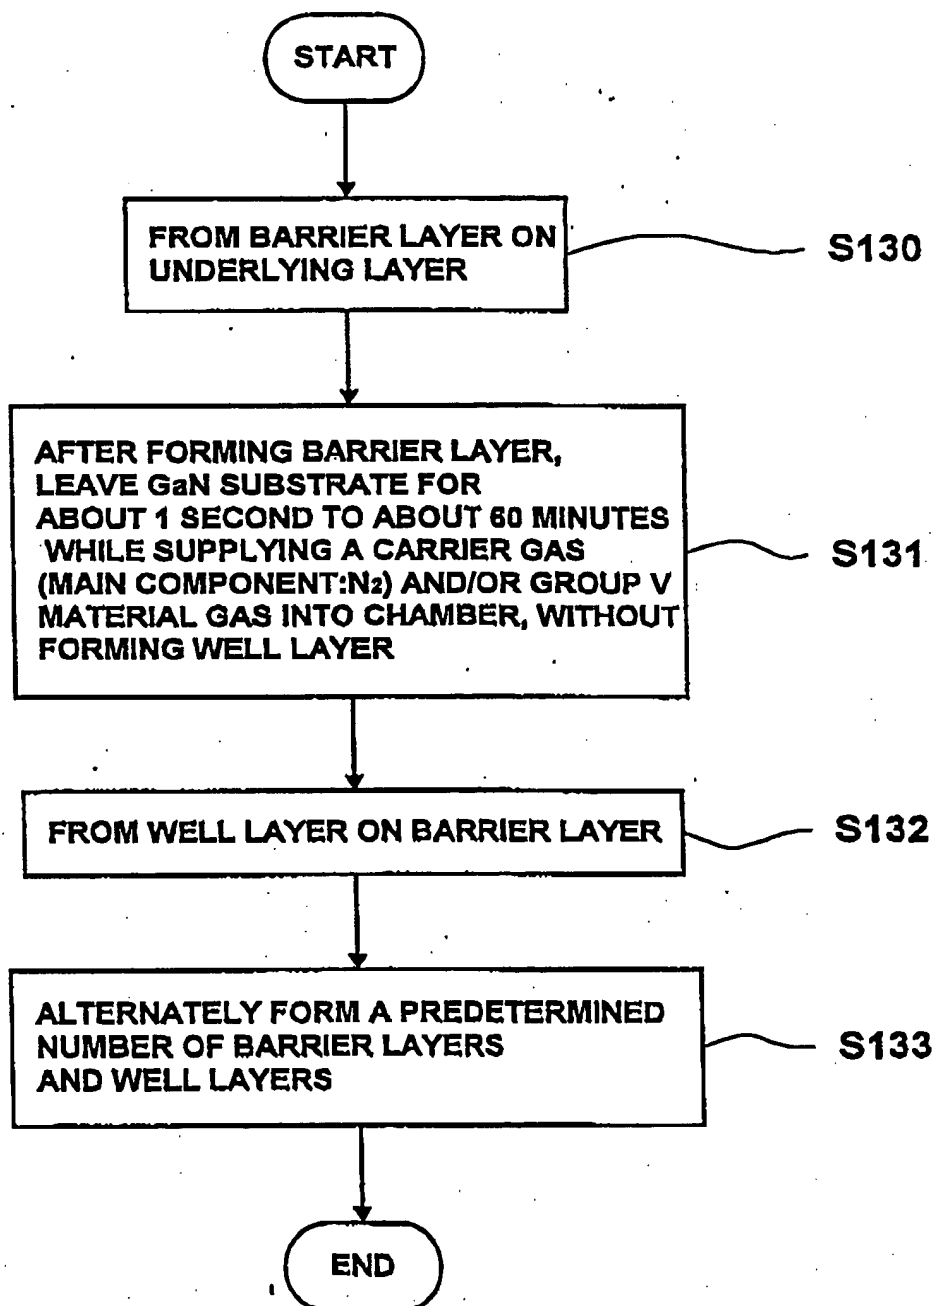 START
FROM BARRIER LAYER ON
UNDERLYING LAYER
S130
AFTER FORMING BARRIER LAYER,
LEAVE GaN SUBSTRATE FOR
ABOUT 1 SECOND TO ABOUT 60 MINUTES
WHILE SUPPLYING A CARRIER GAS
(MAIN COMPONENT:N₂) AND/OR GROUP V
MATERIAL GAS INTO CHAMBER, WITHOUT
FORMING WELL LAYER
S131
FROM WELL LAYER ON BARRIER LAYER
S132
ALTERNATELY FORM A PREDETERMINED
NUMBER OF BARRIER LAYERS
AND WELL LAYERS
S133
END